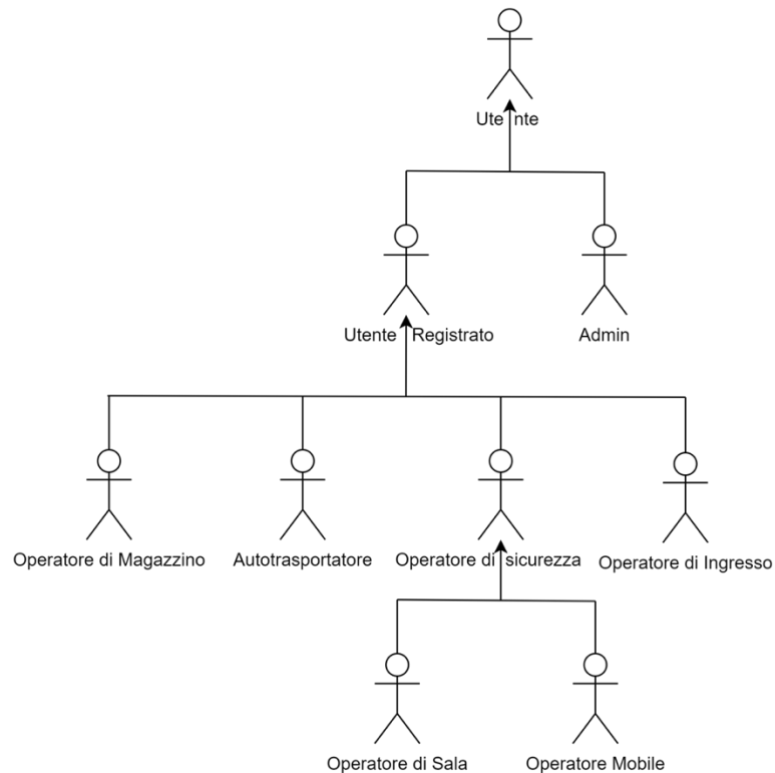 Utente
Utente Registrato
Admin
Operatore di Magazzino
Autotrasportatore
Operatore di sicurezza
Operatore di Ingresso
Operatore di Sala
Operatore Mobile